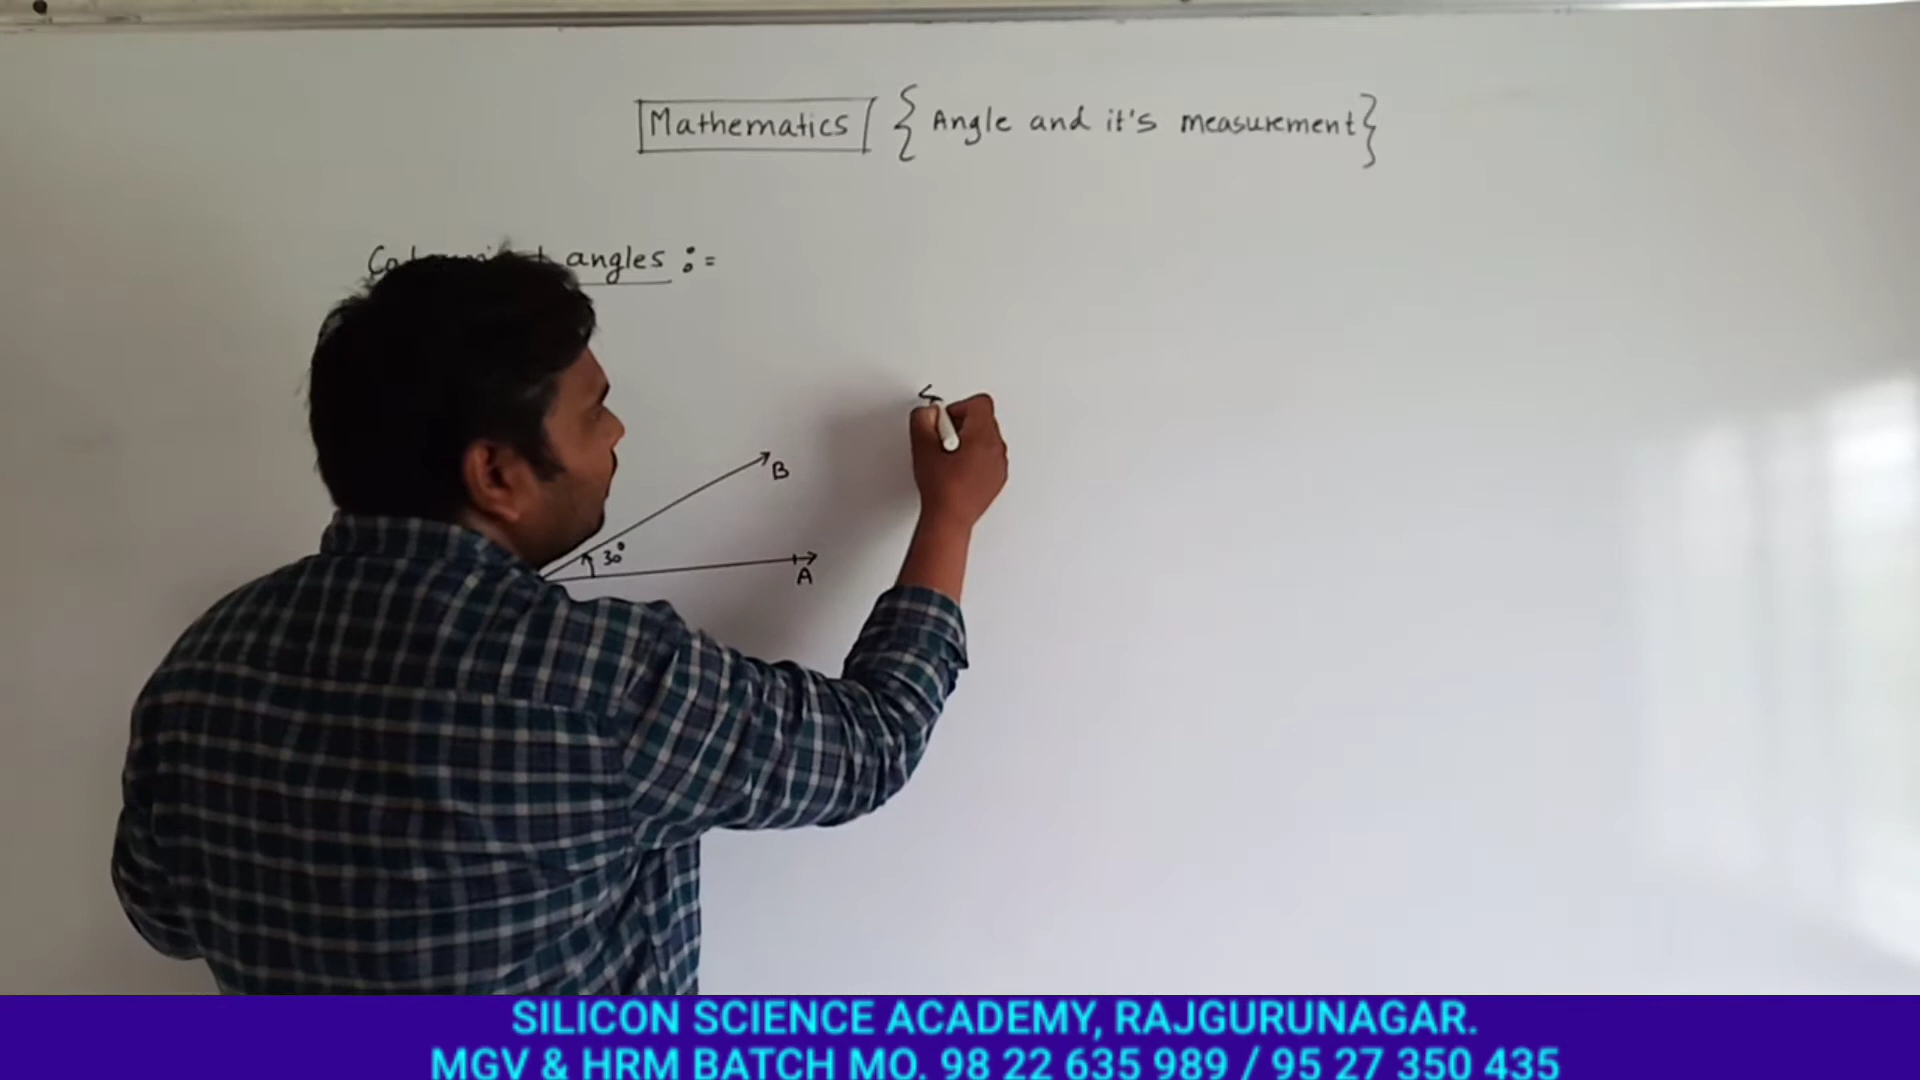 Mathematics { Angle and it's measurement }
angles :=
B
30°
A
SILICON SCIENCE ACADEMY, RAJGURUNAGAR.
MGV & HRM BATCH MO. 98 22 635 989 / 95 27 350 435